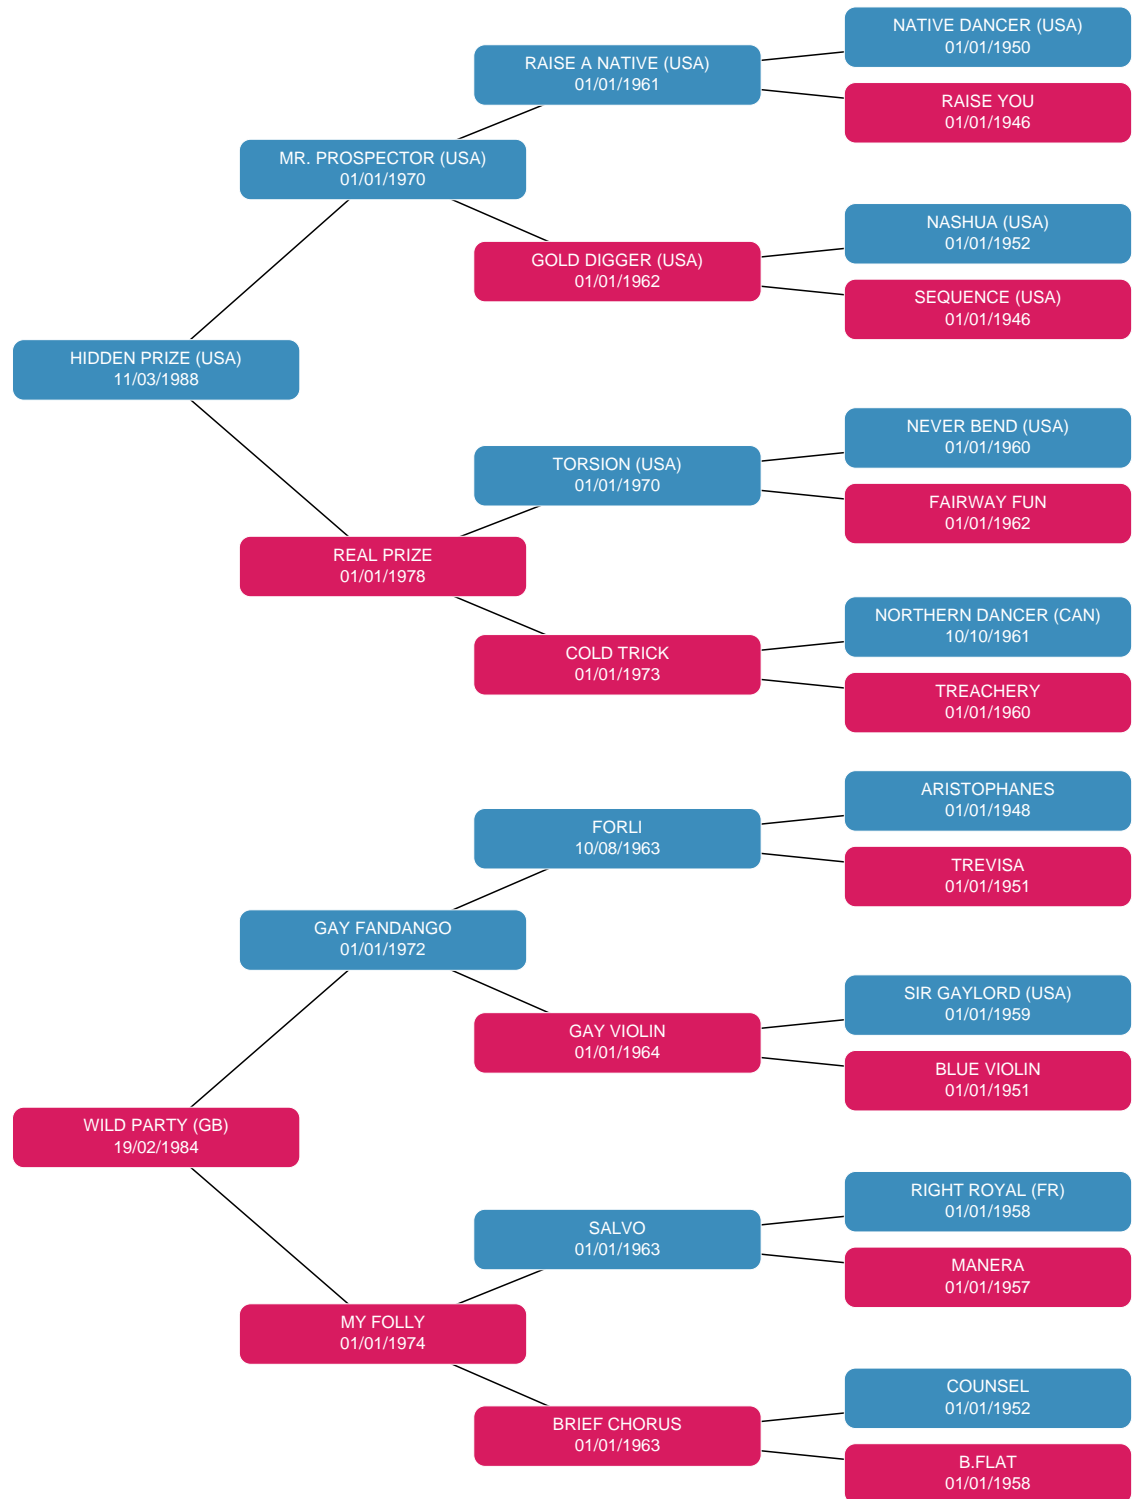 NATIVE DANCER (USA)
01/01/1950
RAISE A NATIVE (USA)
01/01/1961
RAISE YOU
01/01/1946
MR. PROSPECTOR (USA)
01/01/1970
NASHUA (USA)
01/01/1952
GOLD DIGGER (USA)
01/01/1962
SEQUENCE (USA)
01/01/1946
HIDDEN PRIZE (USA)
11/03/1988
NEVER BEND (USA)
01/01/1960
TORSION (USA)
01/01/1970
FAIRWAY FUN
01/01/1962
REAL PRIZE
01/01/1978
NORTHERN DANCER (CAN)
10/10/1961
COLD TRICK
01/01/1973
TREACHERY
01/01/1960
ARISTOPHANES
01/01/1948
FORLI
10/08/1963
TREVISA
01/01/1951
GAY FANDANGO
01/01/1972
SIR GAYLORD (USA)
01/01/1959
GAY VIOLIN
01/01/1964
BLUE VIOLIN
01/01/1951
WILD PARTY (GB)
19/02/1984
RIGHT ROYAL (FR)
01/01/1958
SALVO
01/01/1963
MANERA
01/01/1957
MY FOLLY
01/01/1974
COUNSEL
01/01/1952
BRIEF CHORUS
01/01/1963
B.FLAT
01/01/1958